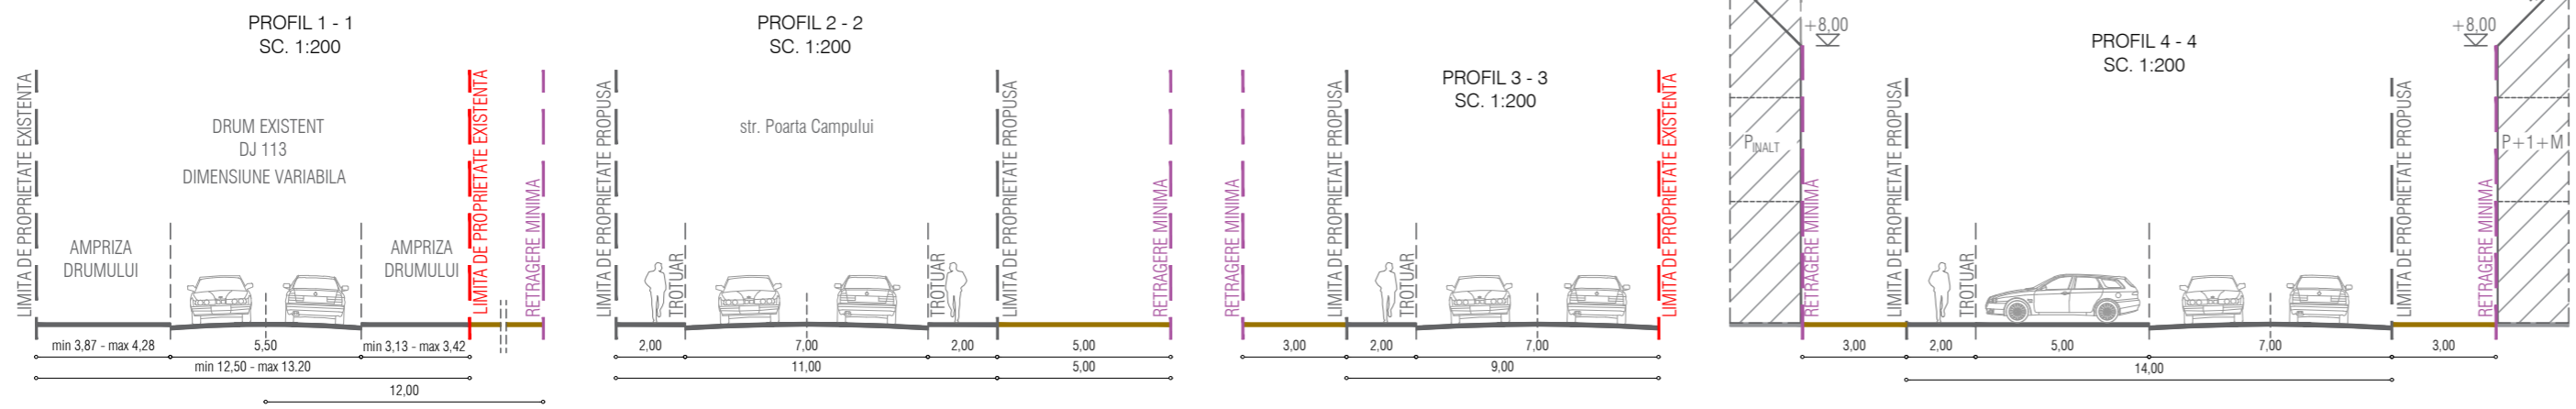 PROFIL 1 - 1
SC. 1:200
LIMITA DE PROPRIETATE EXISTENTA
DRUM EXISTENT
DJ 113
DIMENSIUNE VARIABILA
AMPRIZA
DRUMULUI
AMPRIZA
DRUMULUI
LIMITA DE PROPRIETATE EXISTENTA
RETRAGERE MINIMA
min 3,87 - max 4,28
5,50
min 3,13 - max 3,42
min 12,50 - max 13.20
12,00
PROFIL 2 - 2
SC. 1:200
LIMITA DE PROPRIETATE PROPUSA
str. Poarta Campului
TROTUAR
TROTUAR
LIMITA DE PROPRIETATE PROPUSA
RETRAGERE MINIMA
2,00
7,00
2,00
5,00
11,00
5,00
PROFIL 3 - 3
SC. 1:200
RETRAGERE MINIMA
LIMITA DE PROPRIETATE PROPUSA
TROTUAR
LIMITA DE PROPRIETATE EXISTENTA
3,00
2,00
7,00
9,00
PROFIL 4 - 4
SC. 1:200
+8,00
+8,00
PINALT
RETRAGERE MINIMA
LIMITA DE PROPRIETATE PROPUSA
TROTUAR
LIMITA DE PROPRIETATE PROPUSA
RETRAGERE MINIMA
P+1+M
3,00
2,00
5,00
7,00
3,00
14,00